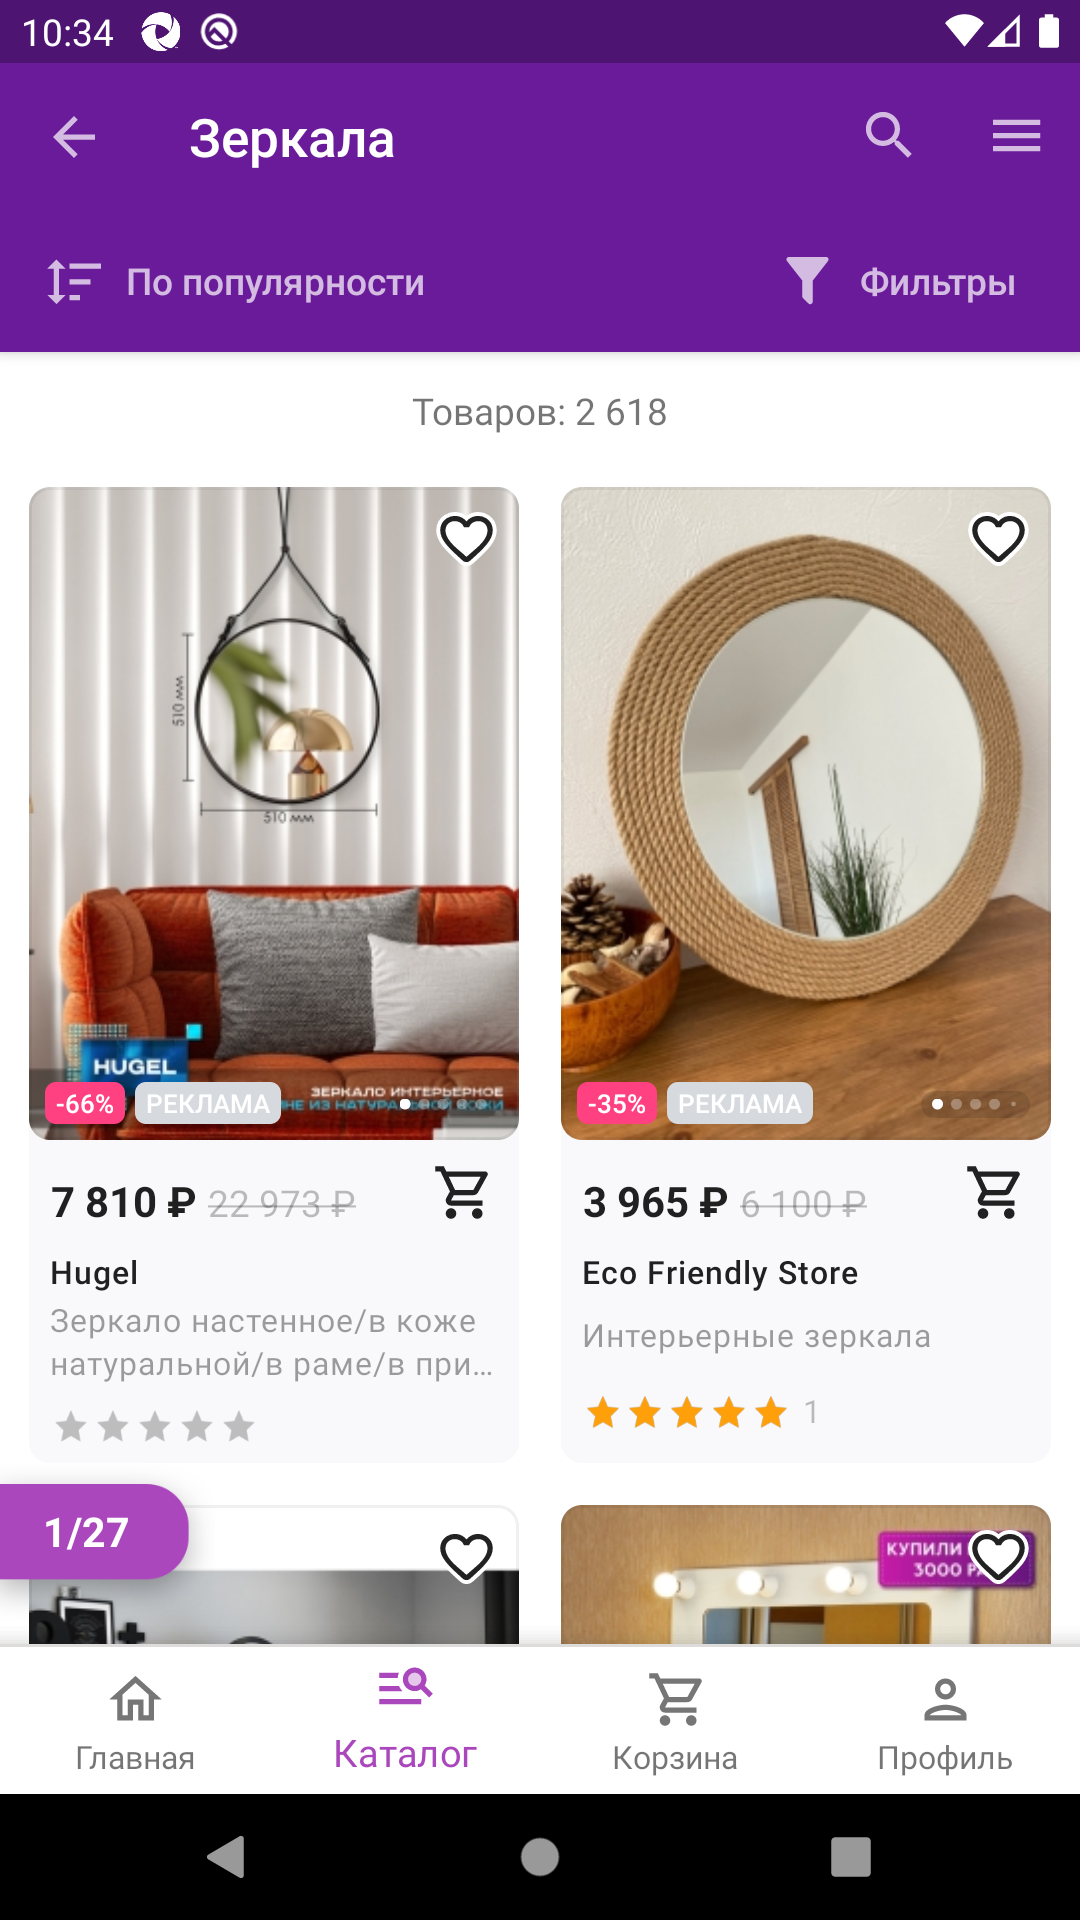 10:34
Зеркала
По популярности
Фильтры
Товаров: 2 618
510 мм
510 мм
HUGEL
ЗЕРКАЛО ИНТЕРЬЕРНОЕ
НАТУРАЛЬНОЙ КОЖИ
-66%
РЕКЛАМА
-35%
РЕКЛАМА
7 810 ₽ 22 973 ₽
3 965 ₽ 6 100 ₽
Hugel
Eco Friendly Store
Зеркало настенное/в коже
натуральной/в раме/в при...
Интерьерные зеркала
1
1/27
КУПИЛИ
3000
Главная
Каталог
Корзина
Профиль